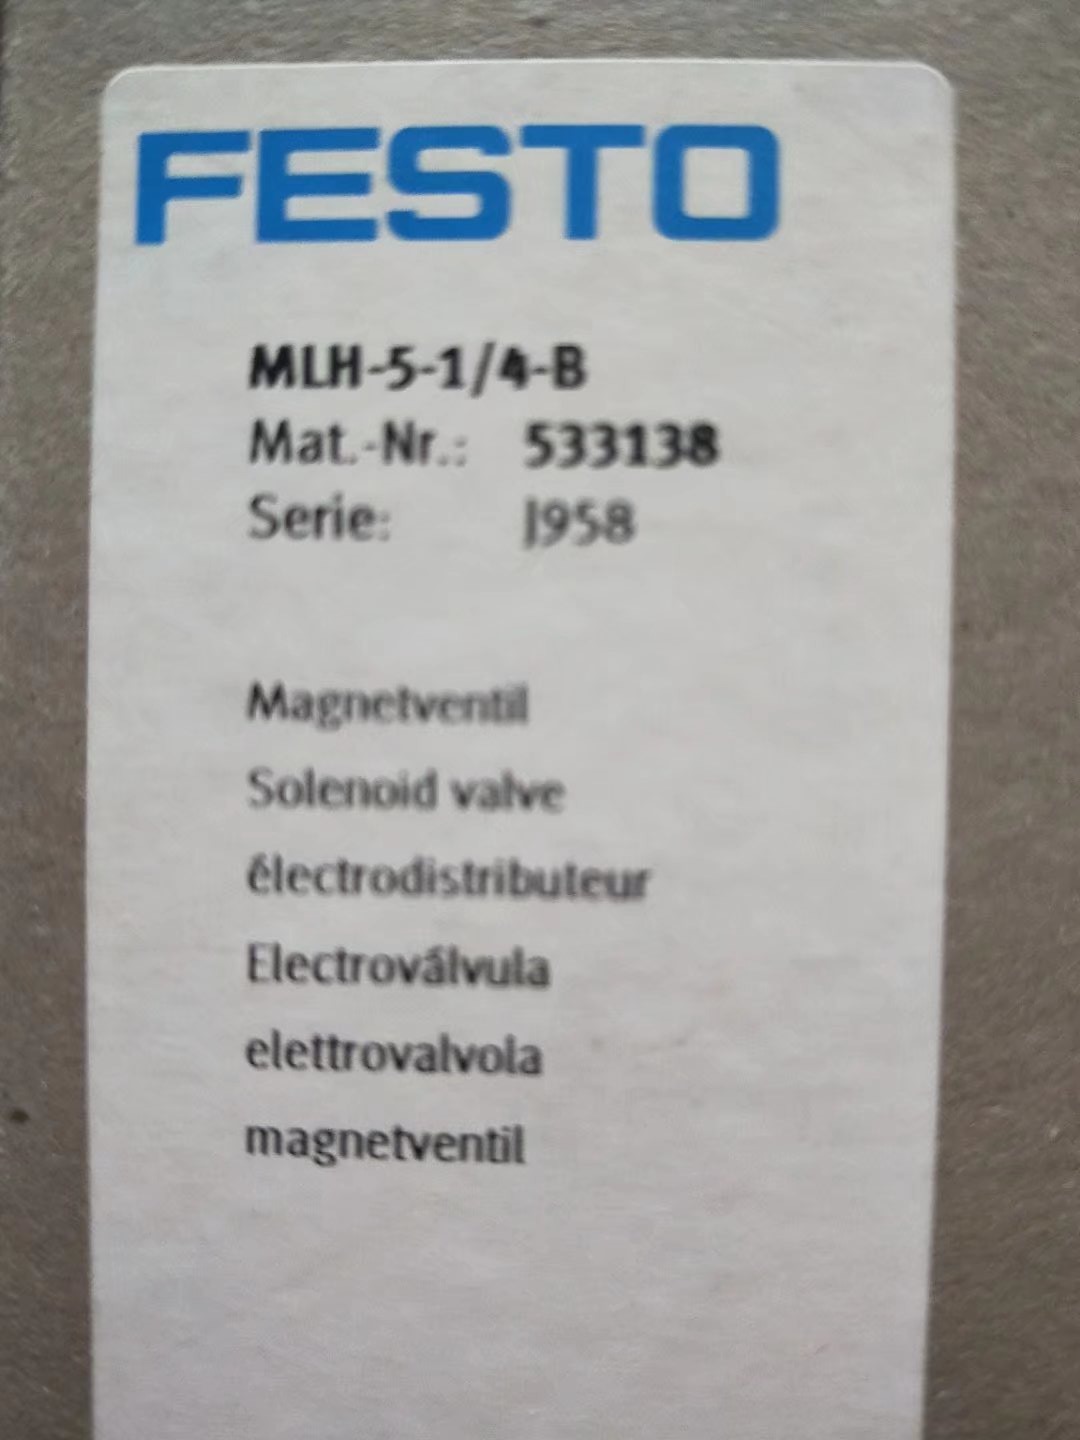 FESTO
MLH-5-1/4-B
Mat.-Nr.: 533138
Serie: J958
Magnetventil
Solenoid valve
électrodistributeur
Electroválvula
elettrovalvola
magnetventil